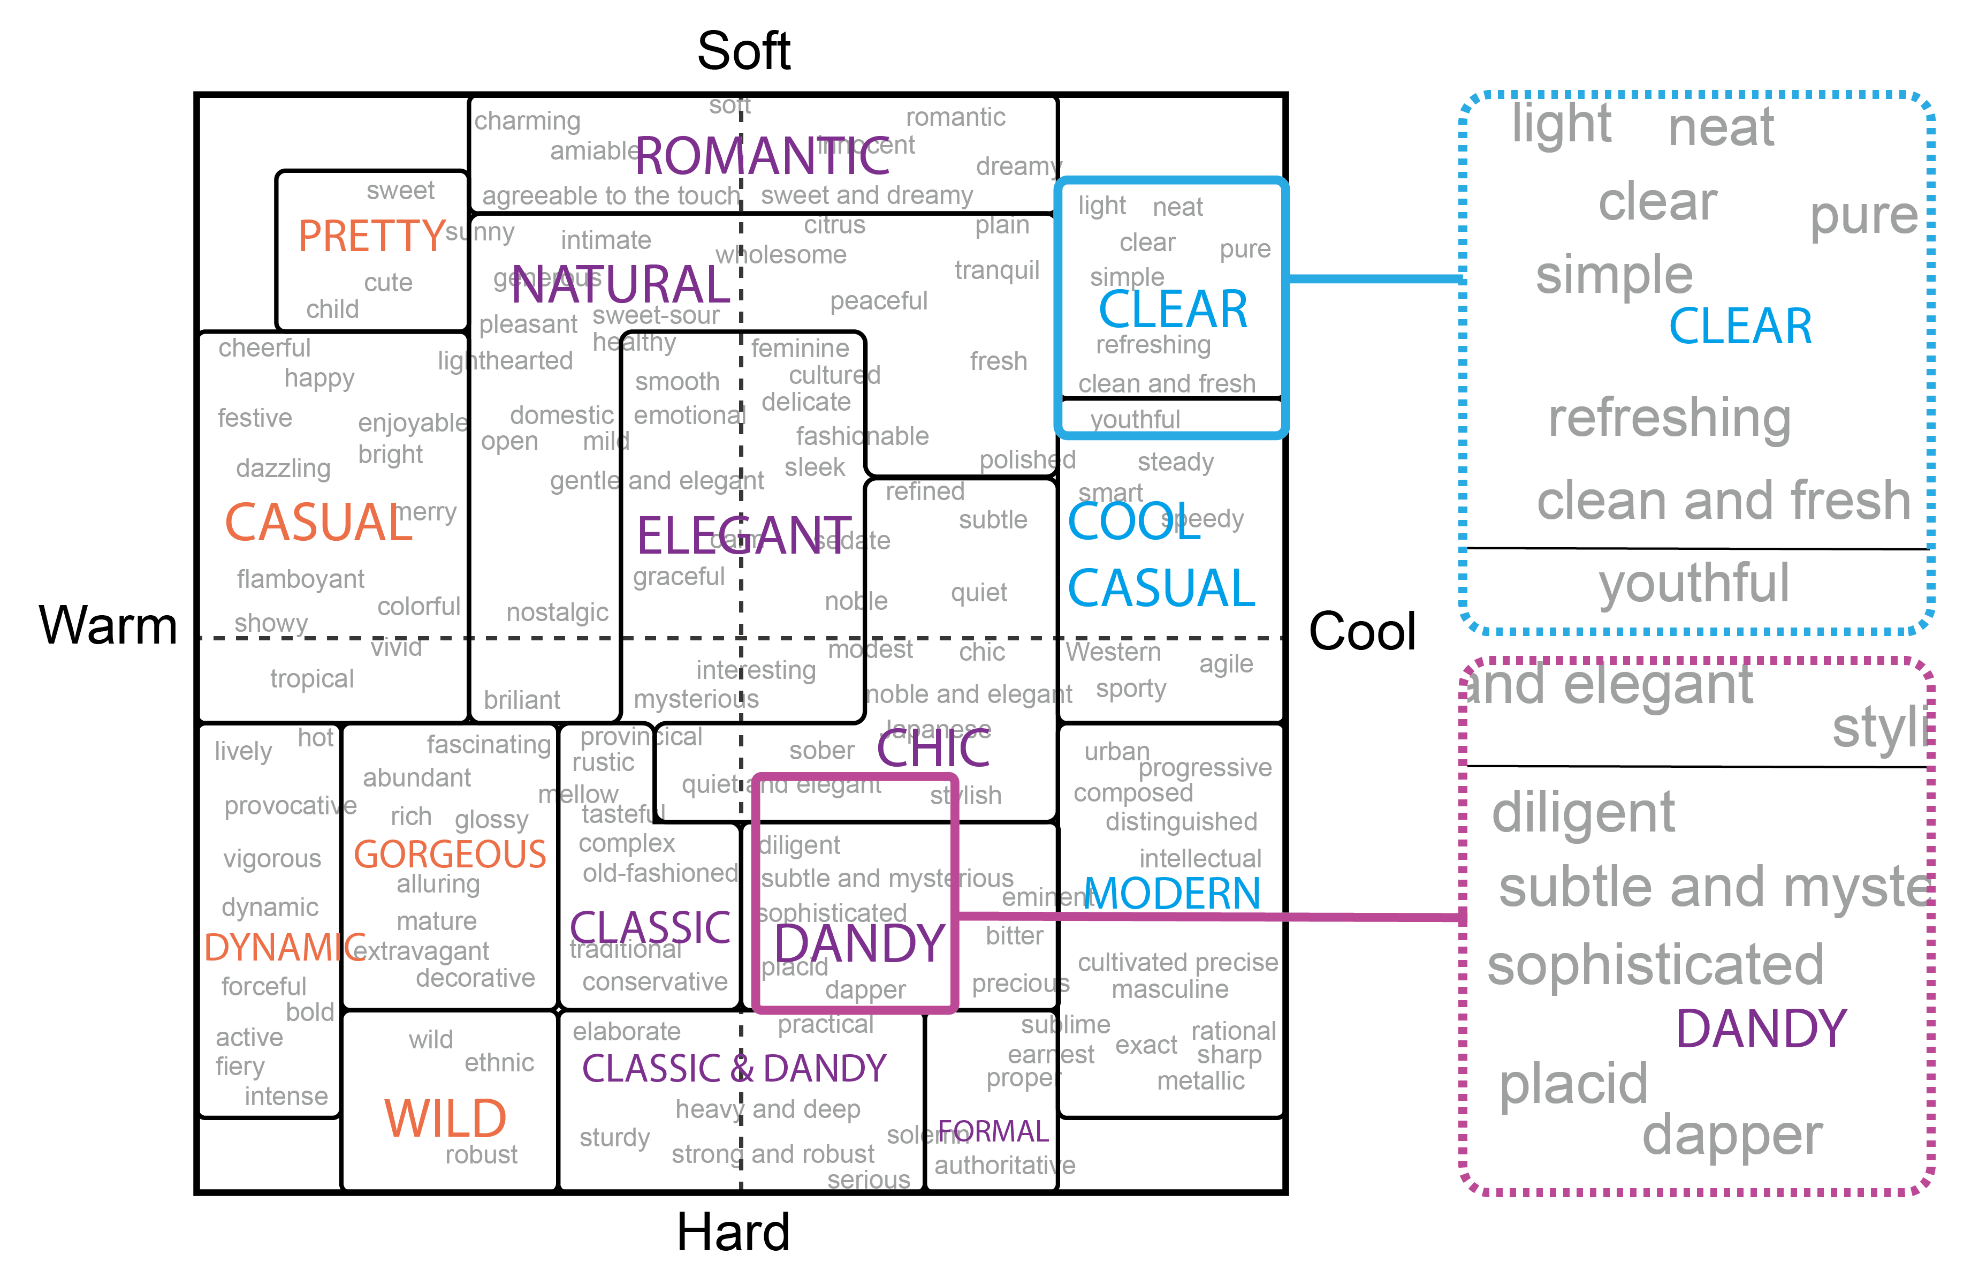 Soft
soft
charming
romantic
amiable
ROMANTIC
innocent
dreamy
agreeable to the touch
sweet and dreamy
sweet
PRETTY
sunny
cute
child
intimate
citrus
plain
wholesome
generous
NATURAL
tranquil
peaceful
pleasant
sweet-sour
healthy
lighthearted
fresh
domestic
open
mild
nostalgic
briliant
light
neat
clear
pure
simple
CLEAR
refreshing
clean and fresh
youthful
cheerful
happy
festive
enjoyable
bright
dazzling
CASUAL
merry
flamboyant
colorful
showy
vivid
tropical
feminine
smooth
cultured
delicate
emotional
fashionable
sleek
gentle and elegant
ELEGANT
calm
sedate
graceful
noble
modest
interesting
mysterious
polished
refined
subtle
quiet
chic
noble and elegant
Japanese
CHIC
sober
quiet and elegant
stylish
steady
smart
COOL
speedy
CASUAL
Western
agile
sporty
Warm
Cool
lively
hot
provocative
vigorous
dynamic
DYNAMIC
forceful
bold
active
fiery
intense
fascinating
abundant
rich
glossy
GORGEOUS
alluring
mature
extravagant
decorative
provincical
rustic
mellow
tasteful
complex
old-fashioned
CLASSIC
traditional
conservative
diligent
subtle and mysterious
sophisticated
eminent
DANDY
bitter
placid
dapper
precious
urban
progressive
composed
distinguished
intellectual
MODERN
cultivated precise
masculine
rational
exact
sharp
metallic
wild
ethnic
WILD
robust
elaborate
practical
CLASSIC & DANDY
heavy and deep
sturdy
strong and robust
serious
sublime
earnest
proper
solemn
FORMAL
authoritative
Hard
light
neat
clear
pure
simple
CLEAR
refreshing
clean and fresh
youthful
and elegant
styli
diligent
subtle and myste
sophisticated
DANDY
placid
dapper